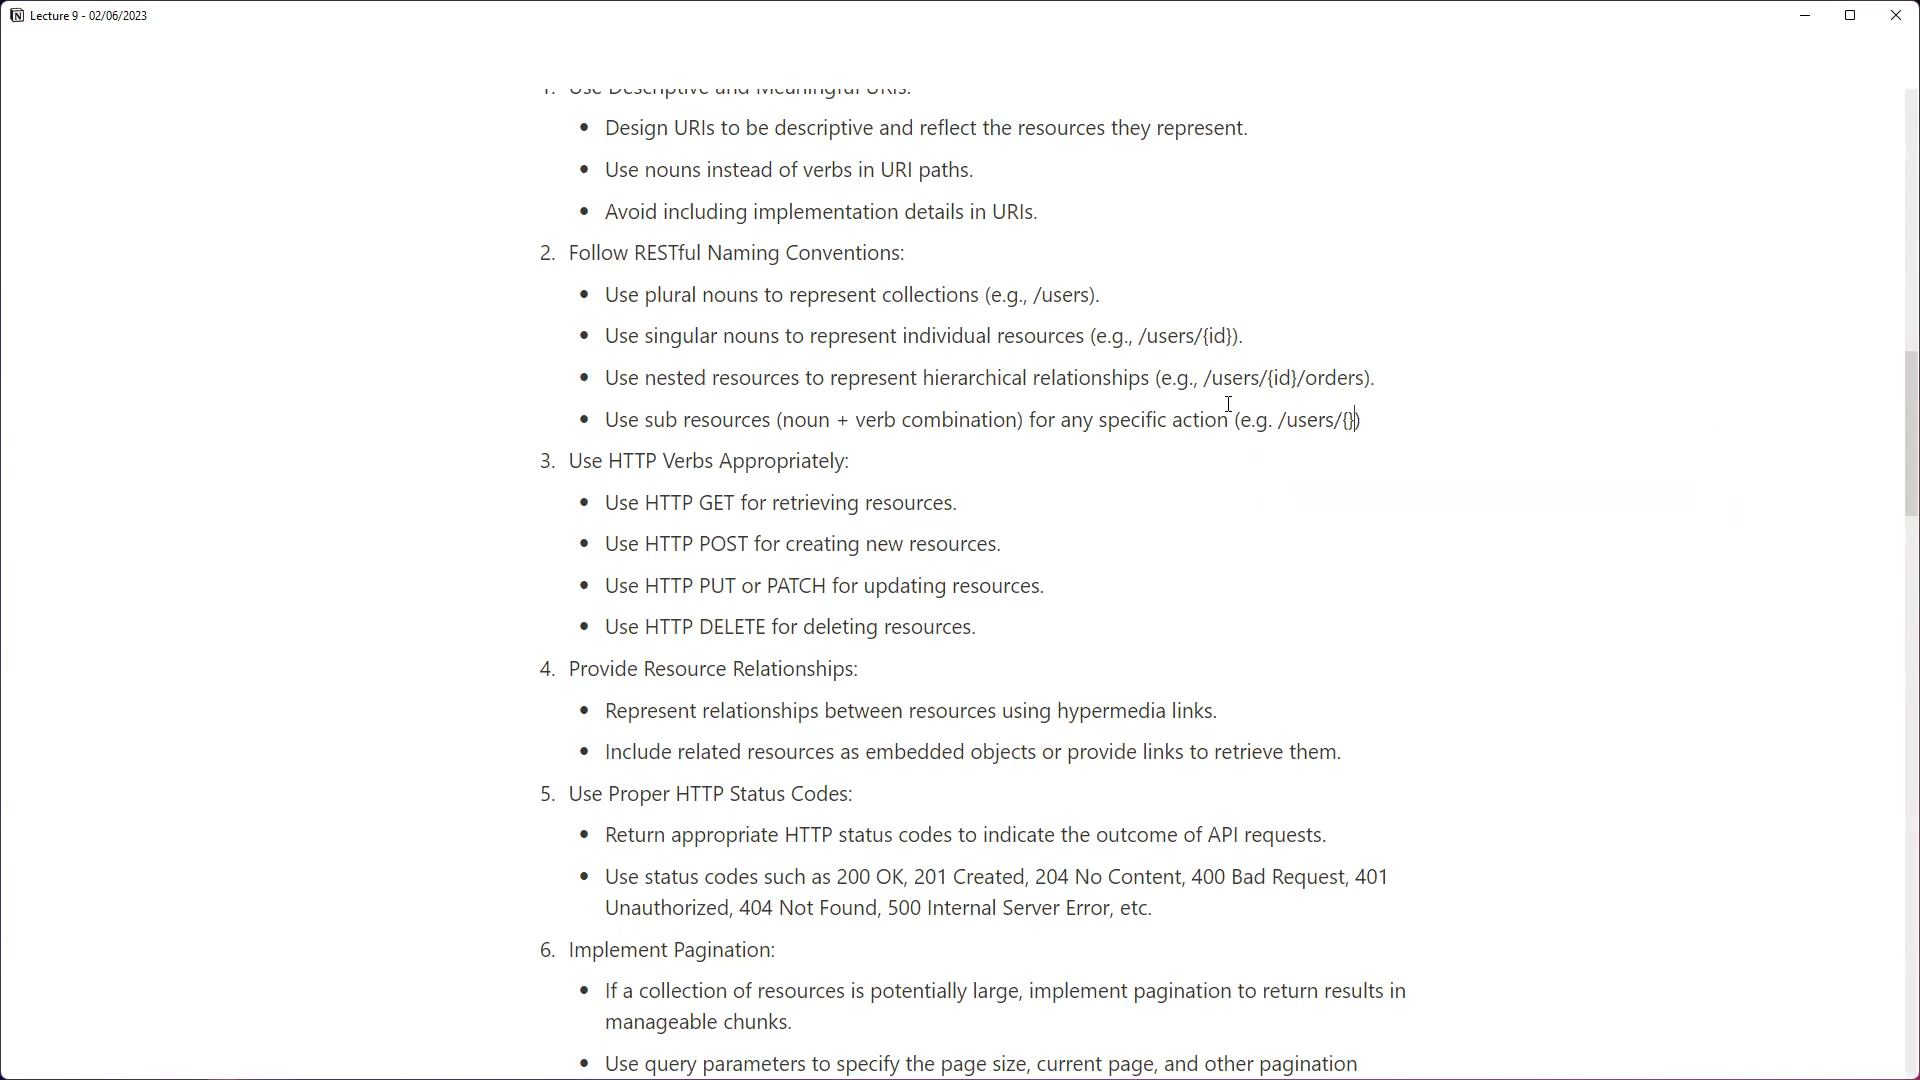 Lecture 9 - 02/06/2023
1. Use Descriptive and Meaningful URIs:
• Design URIs to be descriptive and reflect the resources they represent.
• Use nouns instead of verbs in URI paths.
• Avoid including implementation details in URIs.
2. Follow RESTful Naming Conventions:
• Use plural nouns to represent collections (e.g., /users).
• Use singular nouns to represent individual resources (e.g., /users/{id}).
• Use nested resources to represent hierarchical relationships (e.g., /users/{id}/orders).
• Use sub resources (noun + verb combination) for any specific action (e.g. /users/{})
3. Use HTTP Verbs Appropriately:
• Use HTTP GET for retrieving resources.
• Use HTTP POST for creating new resources.
• Use HTTP PUT or PATCH for updating resources.
• Use HTTP DELETE for deleting resources.
4. Provide Resource Relationships:
• Represent relationships between resources using hypermedia links.
• Include related resources as embedded objects or provide links to retrieve them.
5. Use Proper HTTP Status Codes:
• Return appropriate HTTP status codes to indicate the outcome of API requests.
• Use status codes such as 200 OK, 201 Created, 204 No Content, 400 Bad Request, 401
Unauthorized, 404 Not Found, 500 Internal Server Error, etc.
6. Implement Pagination:
• If a collection of resources is potentially large, implement pagination to return results in
manageable chunks.
• Use query parameters to specify the page size, current page, and other pagination